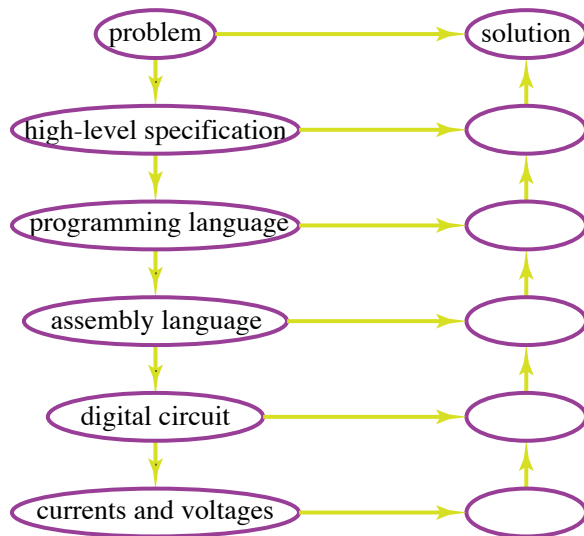 problem
solution
high-level specification
programming language
assembly language
digital circuit
currents and voltages